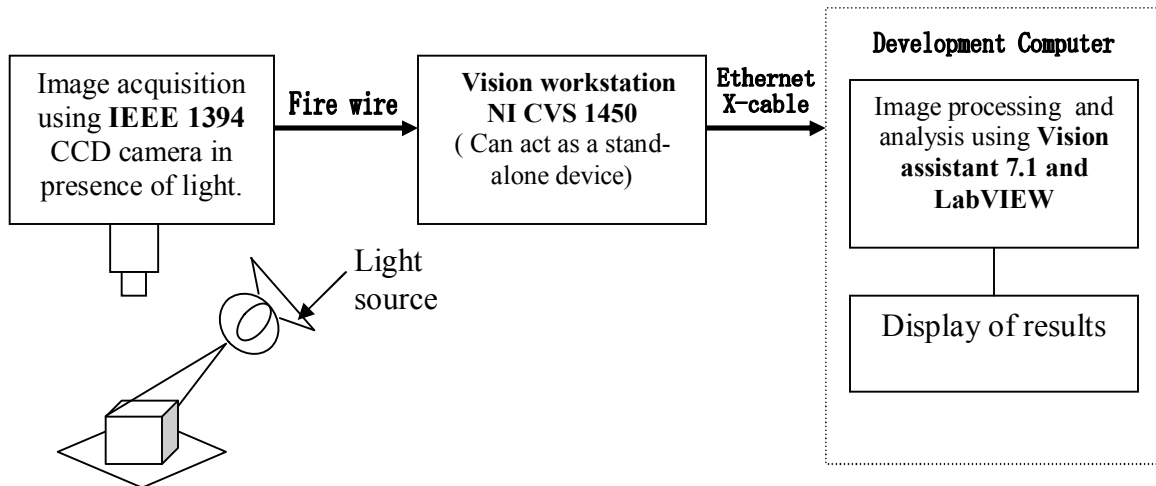 Image acquisition
using IEEE 1394
CCD camera in
presence of light.
Fire wire
Vision workstation
NI CVS 1450
( Can act as a stand-
alone device)
Ethernet
X-cable
Development Computer
Image processing and
analysis using Vision
assistant 7.1 and
LabVIEW
Display of results
Light
source